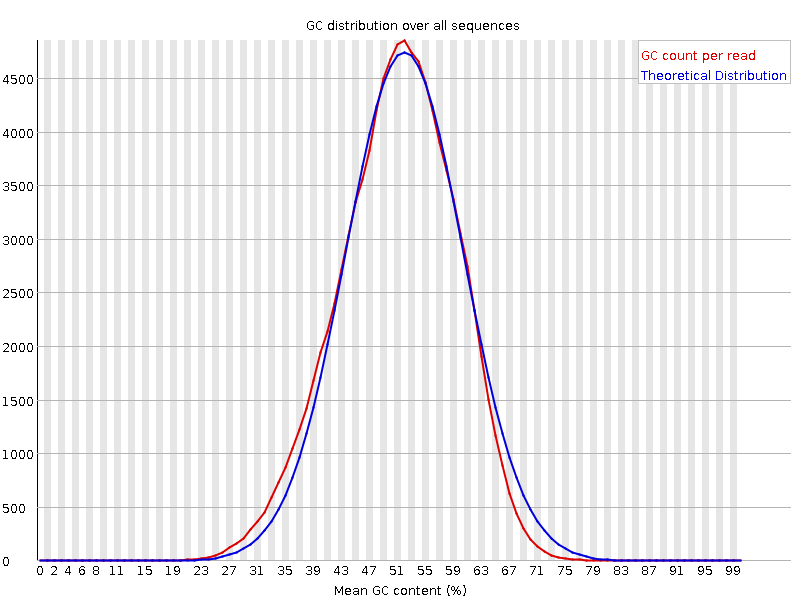 GC distribution over all sequences
GC count per read
Theoretical Distribution
4500
4000
3500
3000
2500
2000
1500
1000
500
0
0 2 4 6 8 11 15 19 23 27 31 35 39 43 47 51 55 59 63 67 71 75 79 83 87 91 95 99
Mean GC content (%)